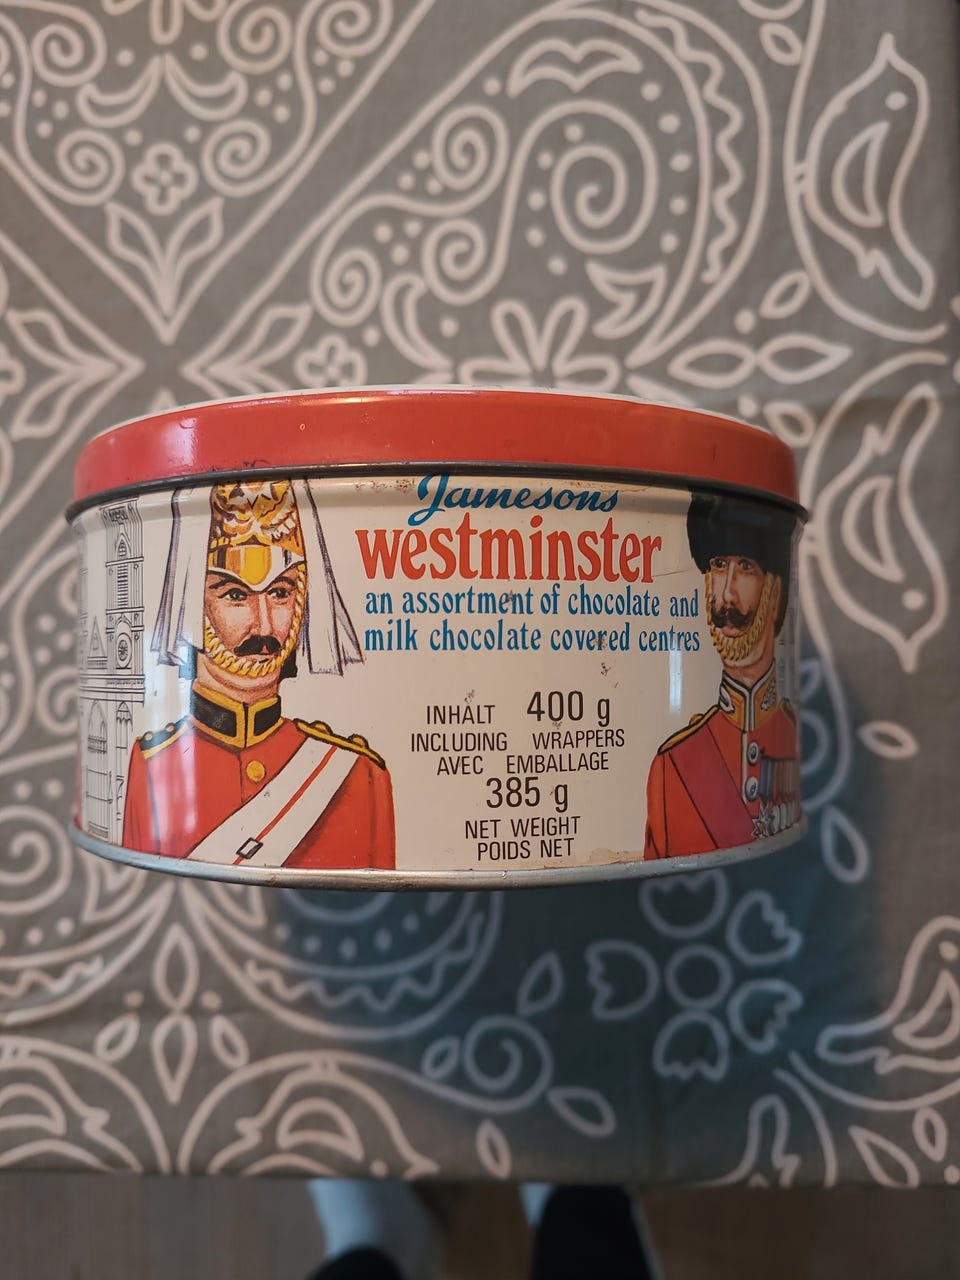 Jamesons
westminster
an assortment of chocolate and
milk chocolate covered centres
INHALT 400 g
INCLUDING WRAPPERS
AVEC EMBALLAGE
385 g
NET WEIGHT
POIDS NET